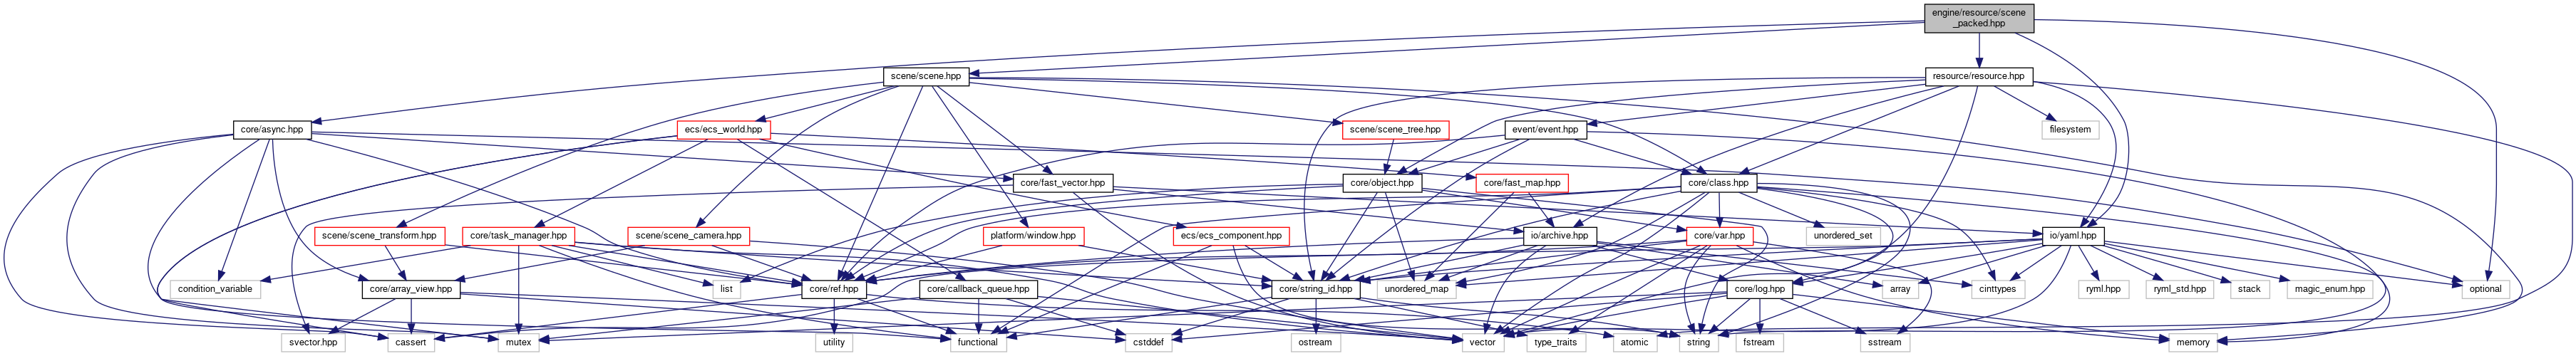 engine/resource/scene
_packed.hpp
scene/scene.hpp
resource/resource.hpp
core/async.hpp
ecs/ecs_world.hpp
scene/scene_tree.hpp
event/event.hpp
filesystem
core/fast_vector.hpp
core/object.hpp
core/fast_map.hpp
core/class.hpp
scene/scene_transform.hpp
core/task_manager.hpp
scene/scene_camera.hpp
platform/window.hpp
ecs/ecs_component.hpp
io/archive.hpp
core/var.hpp
unordered_set
io/yaml.hpp
condition_variable
core/array_view.hpp
list
core/ref.hpp
core/callback_queue.hpp
core/string_id.hpp
unordered_map
core/log.hpp
array
cinttypes
ryml.hpp
ryml_std.hpp
stack
magic_enum.hpp
optional
svector.hpp
cassert
mutex
utility
functional
cstddef
ostream
vector
type_traits
atomic
string
fstream
sstream
memory